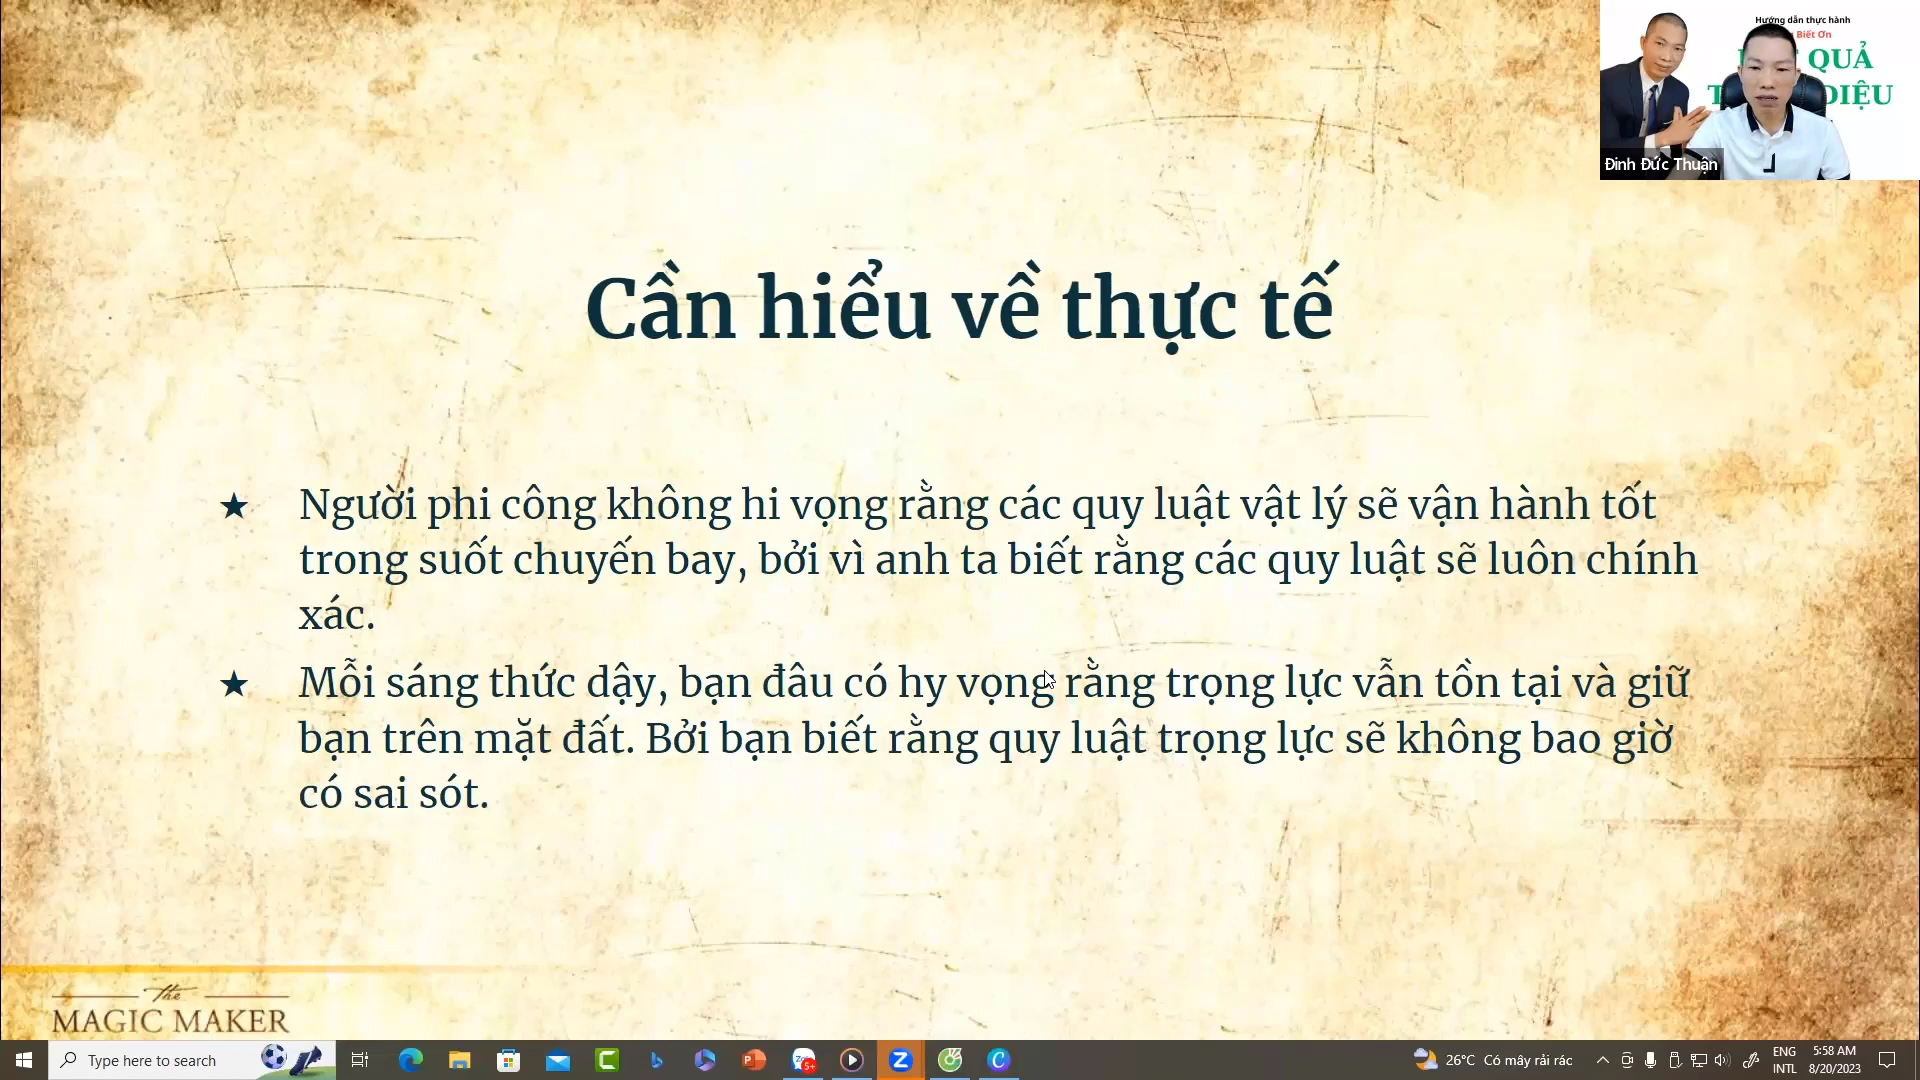 Hướng dẫn thực hành
Biết Ơn
QUẢ
DIỆU
Đinh Đức Thuận
Cần hiểu về thực tế
★ Người phi công không hi vọng rằng các quy luật vật lý sẽ vận hành tốt
trong suốt chuyến bay, bởi vì anh ta biết rằng các quy luật sẽ luôn chính
xác.
★ Mỗi sáng thức dậy, bạn đâu có hy vọng rằng trọng lực vẫn tồn tại và giữ
bạn trên mặt đất. Bởi bạn biết rằng quy luật trọng lực sẽ không bao giờ
có sai sót.
The
MAGIC MAKER
Type here to search
26°C Có mây rải rác
ENG
INTL
5:58 AM
8/20/2023